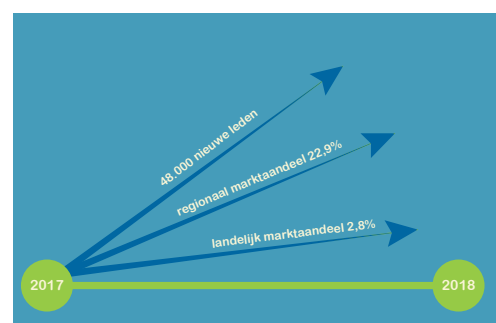 48.000 nieuwe leden
regionaal marktaandeel 22,9%
landelijk marktaandeel 2,8%
2017
2018